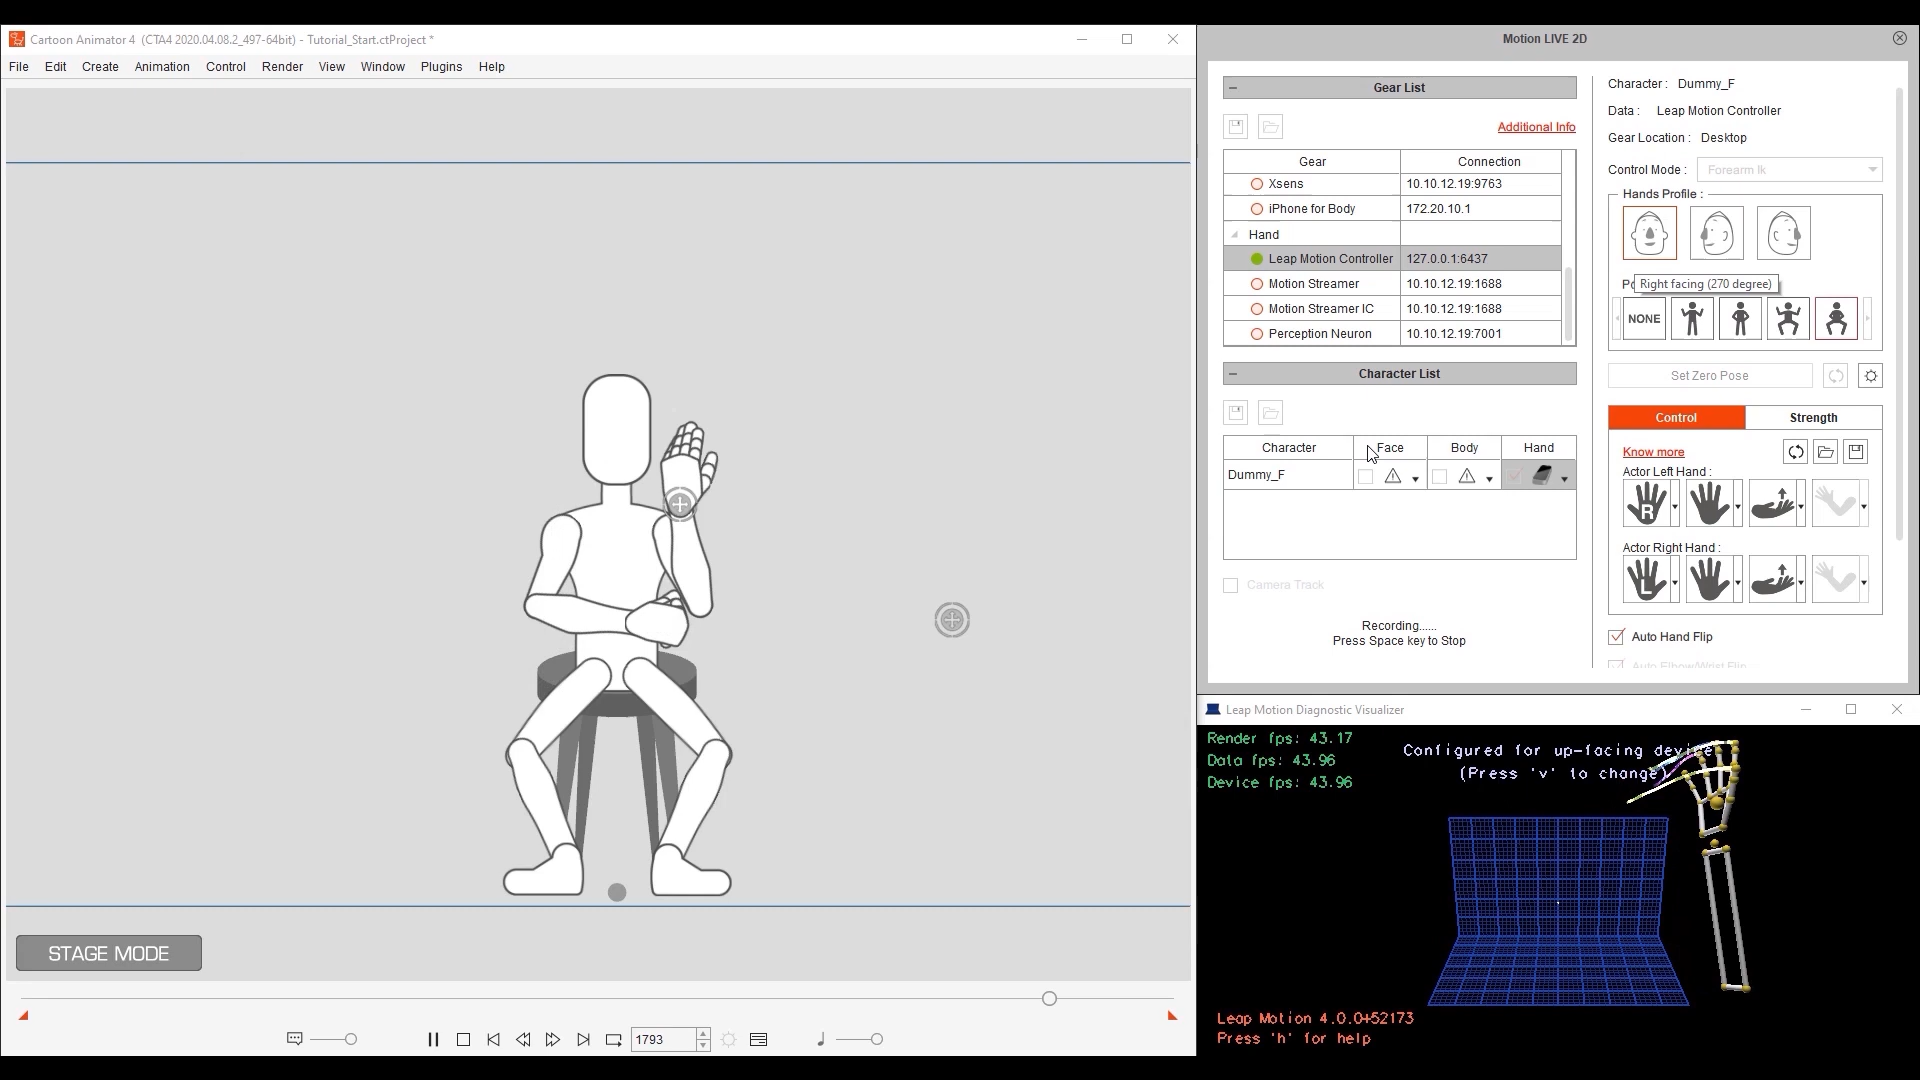 Cartoon Animator 4 (CTA4 2020.04.08.2_497-64bit) - Tutorial_Start.ctProject *
File Edit Create Animation Control Render View Window Plugins Help
STAGE MODE
1793
Motion LIVE 2D
Gear List
Additional Info
Gear Connection
Xsens 10.10.12.19:9763
iPhone for Body 172.20.10.1
Hand
Leap Motion Controller 127.0.0.1:6437
Motion Streamer 10.10.12.19:1688
Motion Streamer IC 10.10.12.19:1688
Perception Neuron 10.10.12.19:7001
Character List
Character Face Body Hand
Dummy_F
Camera Track
Recording......
Press Space key to Stop
Character : Dummy_F
Data : Leap Motion Controller
Gear Location : Desktop
Control Mode : Forearm Ik
Hands Profile :
Right facing (270 degree)
NONE
Set Zero Pose
Control Strength
Know more
Actor Left Hand :
R
Actor Right Hand :
L
Auto Hand Flip
Auto Elbow/Wrist Flip
Leap Motion Diagnostic Visualizer
Render fps: 43.17
Data fps: 43.96
Device fps: 43.96
Configured for up-facing device
(Press 'v' to change)
Leap Motion 4.0.0+52173
Press 'h' for help